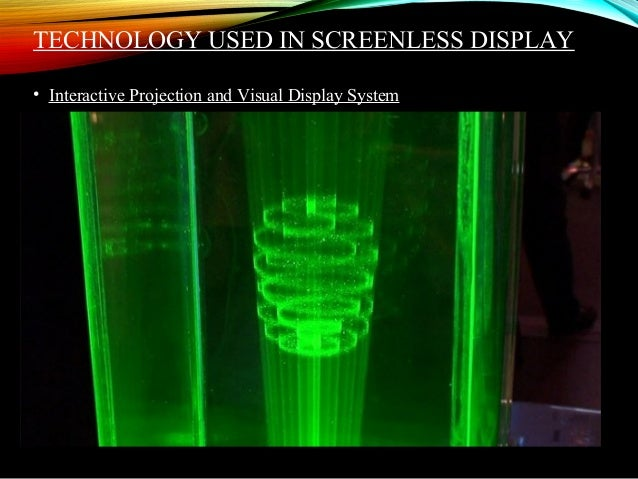 TECHNOLOGY USED IN SCREENLESS DISPLAY
• Interactive Projection and Visual Display System